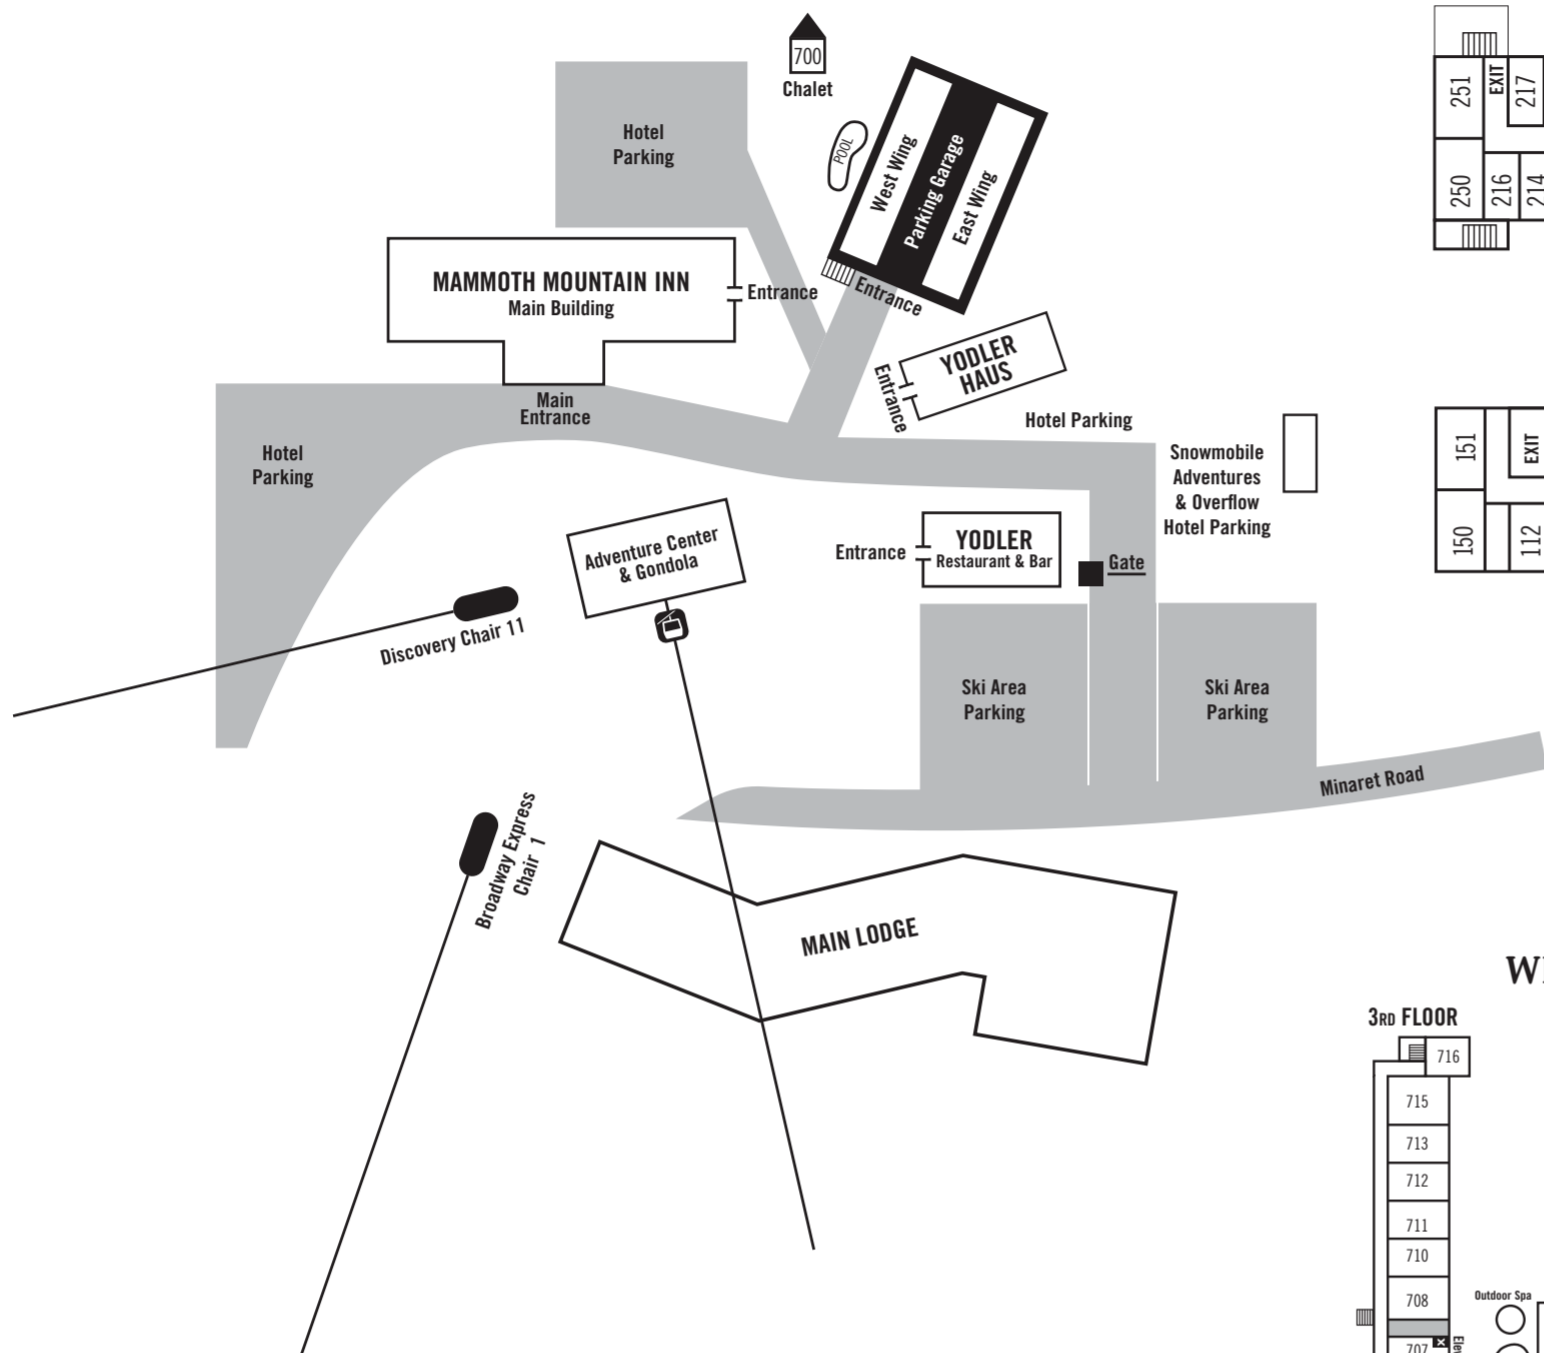 700
Chalet
Hotel
Parking
POOL
West Wing
Parking Garage
East Wing
Entrance
MAMMOTH MOUNTAIN INN
Main Building
Entrance
YODLER
HAUS
Entrance
Main
Entrance
Hotel Parking
Hotel
Parking
Snowmobile
Adventures
& Overflow
Hotel Parking
Adventure Center
& Gondola
Entrance
YODLER
Restaurant & Bar
Gate
Discovery Chair 11
Ski Area
Parking
Ski Area
Parking
Minaret Road
Broadway Express
Chair 1
MAIN LODGE
251
EXIT
217
250
216
214
151
EXIT
150
112
3RD FLOOR
716
715
713
712
711
710
708
Outdoor Spa
707